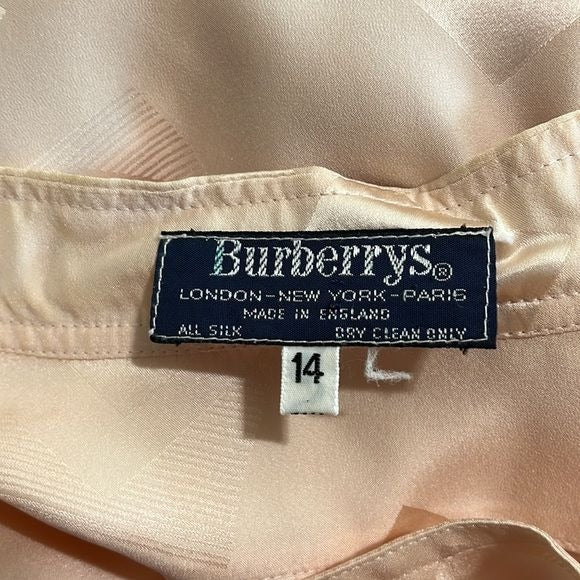 Burberrys®
LONDON-NEW YORK-PARIS
MADE IN ENGLAND
ALL SILK DRY CLEAN ONLY
14